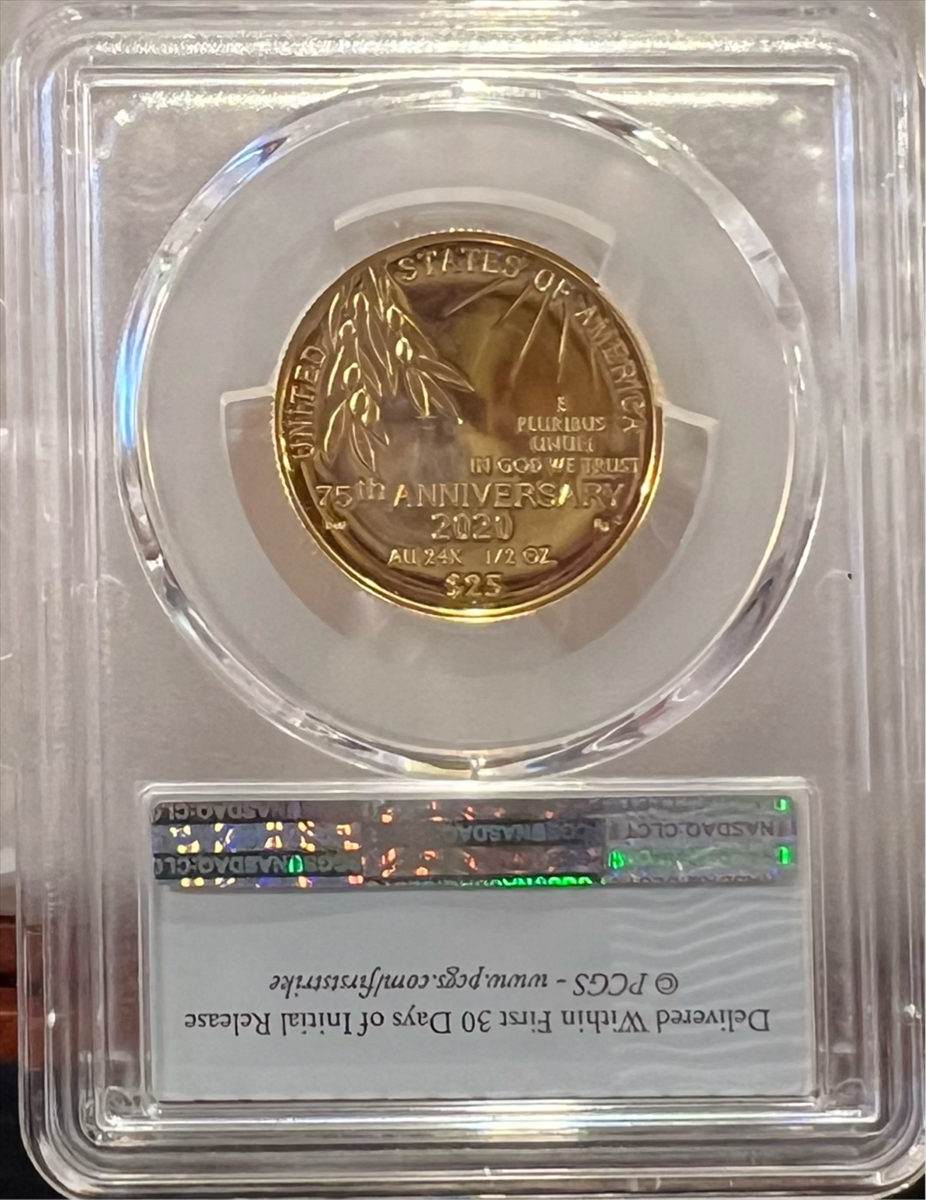 UNITED STATES OF AMERICA
E
PLURIBUS
UNUM
IN GOD WE TRUST
75th ANNIVERSARY
2020
AU 24K 1/2 OZ
$25
NASDAQ:CLCT
Delivered Within First 30 Days of Initial Release
© PCGS - www.pcgs.com/firststrike